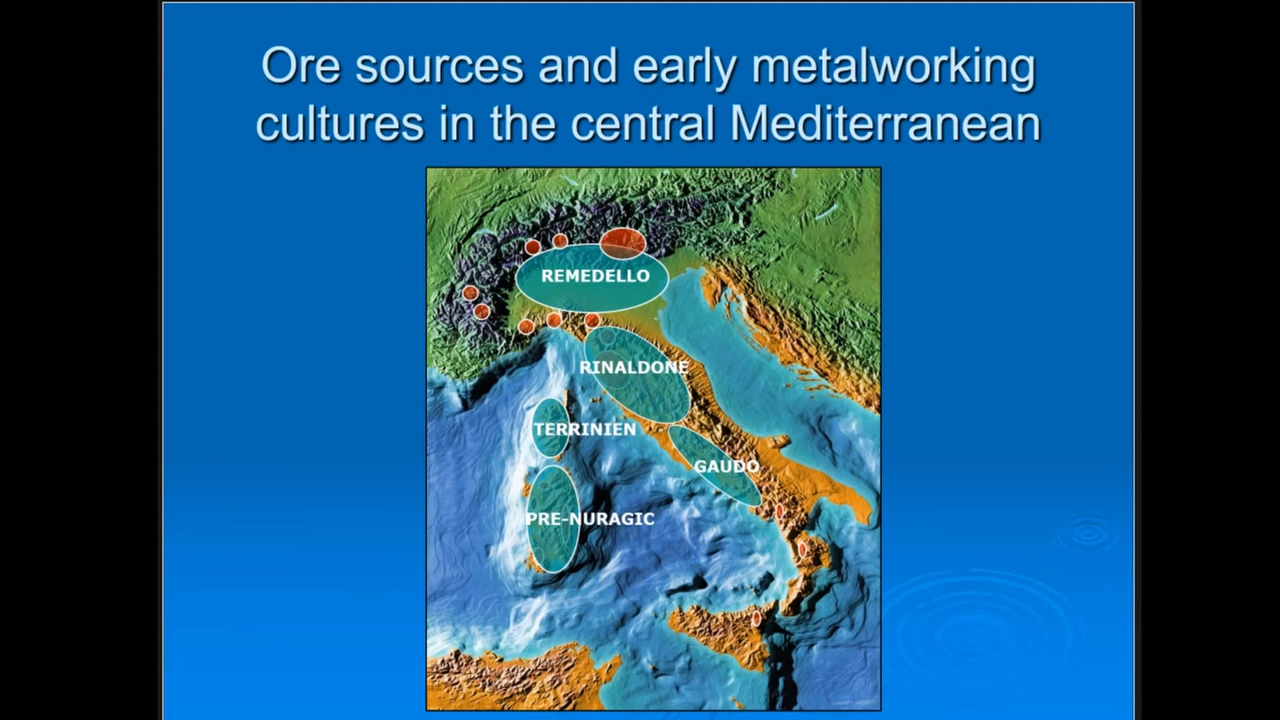 Ore sources and early metalworking
cultures in the central Mediterranean
REMEDELLO
RINALDONE
TERRINIEN
GAUDO
PRE-NURAGIC